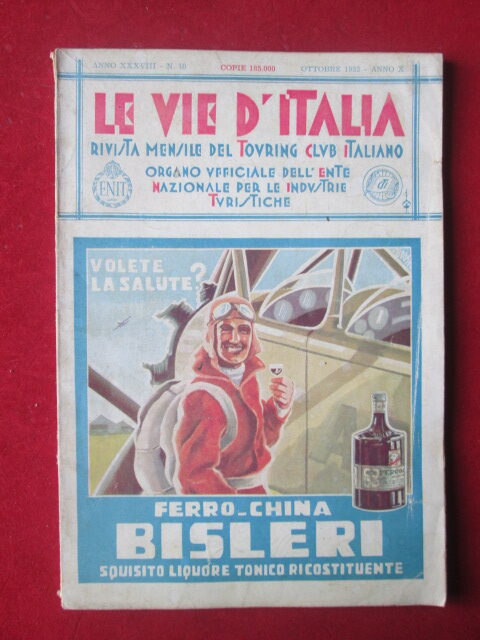 ANNO XXXVIII - N. 10 COPIE 185.000 OTTOBRE 1932 - ANNO X
LE VIE D'ITALIA
RIVISTA MENSILE DEL TOURING CLVB ITALIANO
ORGANO VFFICIALE DELL'ENTE
NAZIONALE PER LE INDVSTRIE
TVRISTICHE
ENIT
VOLETE
LA SALUTE?
FERRO-CHINA
BISLERI
SQUISITO LIQUORE TONICO RICOSTITUENTE